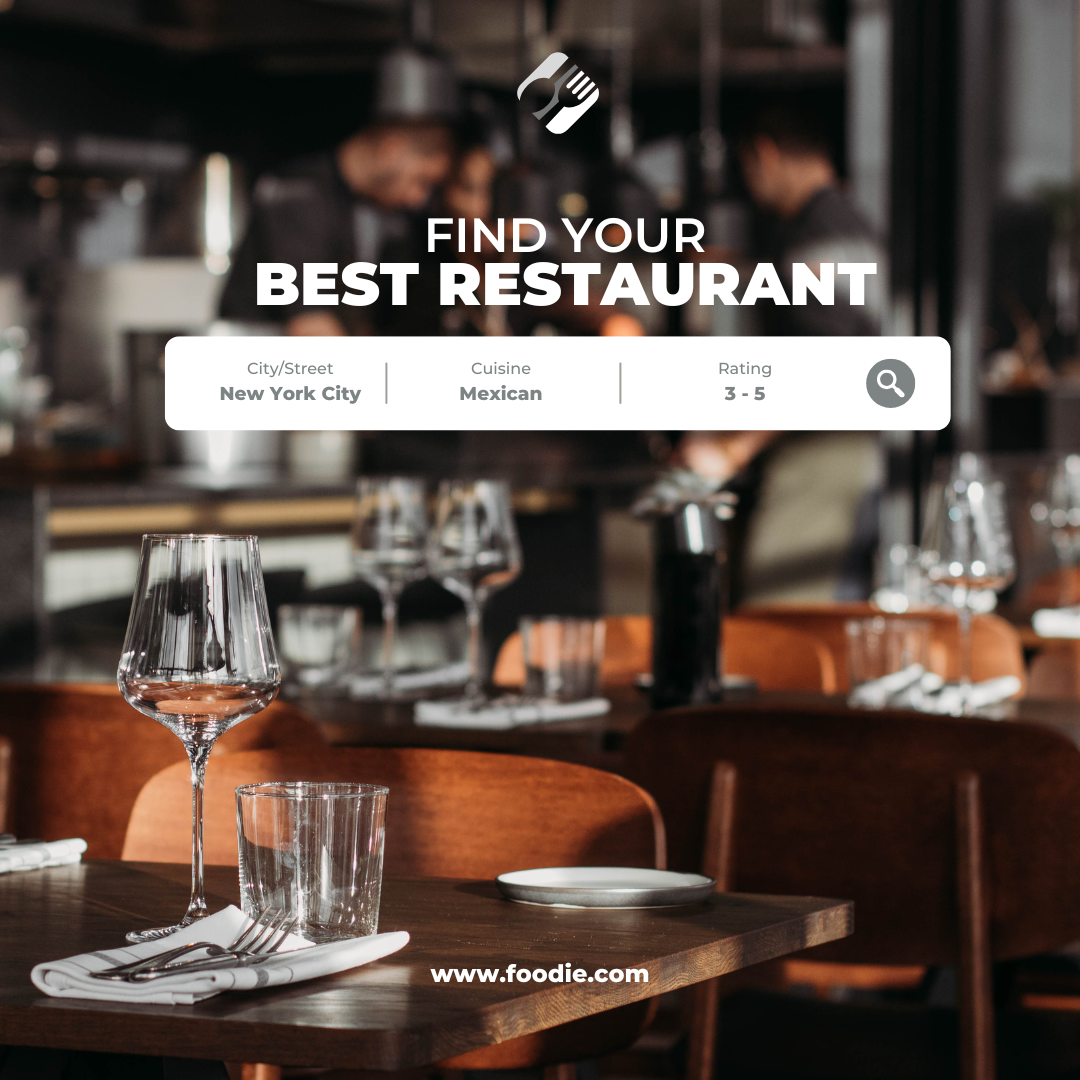 FIND YOUR
BEST RESTAURANT
City/Street
New York City
Cuisine
Mexican
Rating
3 - 5
www.foodie.com